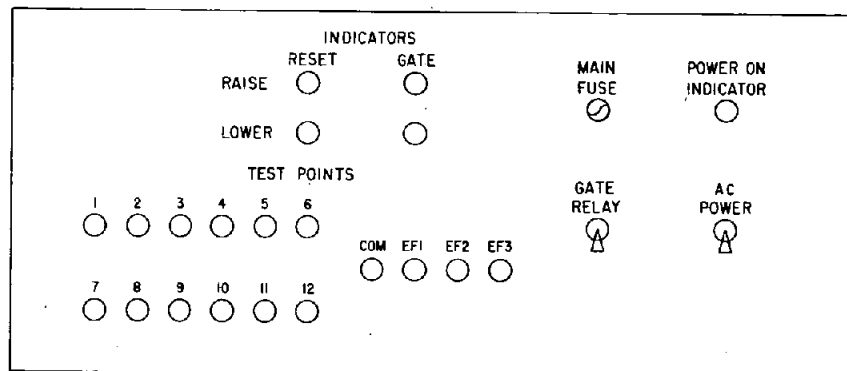 INDICATORS
RESET GATE
RAISE
LOWER
MAIN FUSE
POWER ON INDICATOR
TEST POINTS
1 2 3 4 5 6
GATE RELAY
AC POWER
COM EF1 EF2 EF3
7 8 9 10 11 12